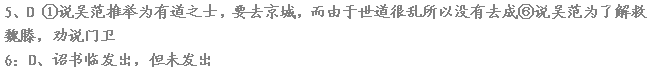 5、D ①说吴范推举为有道之士，要去京城，而由于世道很乱所以没有去成⑥说吴范为了解救
魏滕，劝说门卫
6：D、诏书临发出，但未发出